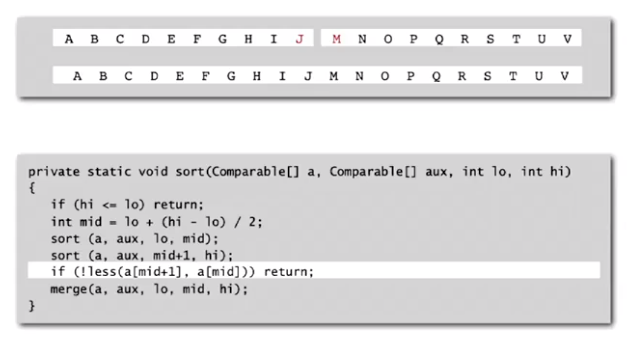 A B C D E F G H I J M N O P Q R S T U V
A B C D E F G H I J M N O P Q R S T U V
private static void sort(Comparable[] a, Comparable[] aux, int lo, int hi)
{
if (hi <= lo) return;
int mid = lo + (hi - lo) / 2;
sort (a, aux, lo, mid);
sort (a, aux, mid+1, hi);
if (!less(a[mid+1], a[mid])) return;
merge(a, aux, lo, mid, hi);
}